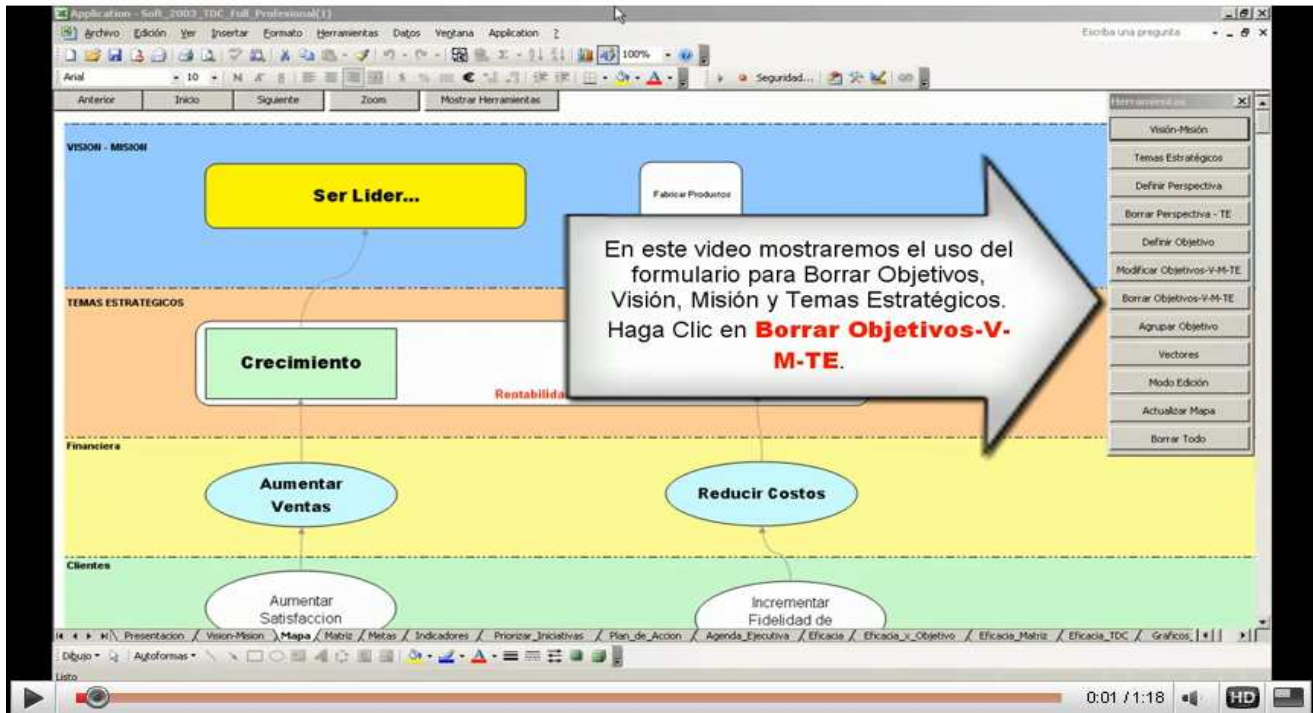 Application - Soft_2003_TDC_Full_Profesional(1)
Archivo Edición Ver Insertar Formato Herramientas Datos Ventana Application ?
Escriba una pregunta
100%
Arial 10 N K S
Seguridad...
Anterior Inicio Siguiente Zoom Mostrar Herramientas
Herramientas
VISION - MISION
Ser Lider...
Fabricar Productos
En este video mostraremos el uso del
formulario para Borrar Objetivos,
Visión, Misión y Temas Estratégicos.
Haga Clic en Borrar Objetivos-V-
M-TE.
Visión-Misión
Temas Estratégicos
Definir Perspectiva
Borrar Perspectiva - TE
Definir Objetivo
Modificar Objetivos-V-M-TE
Borrar Objetivos-V-M-TE
Agrupar Objetivo
Vectores
Modo Edición
Actualizar Mapa
Borrar Todo
TEMAS ESTRATEGICOS
Crecimiento
Financiera
Aumentar
Ventas
Reducir Costos
Clientes
Aumentar
Satisfaccion
Incrementar
Fidelidad de
Presentacion / Vision-Mision / Mapa / Matriz / Metas / Indicadores / Priorizar_Iniciativas / Plan_de_Accion / Agenda_Ejecutiva / Eficacia / Eficacia_x_Objetivo / Eficacia_Matriz / Eficacia_TDC / Graficos
Dibujo Autoformas
Listo
0:01 / 1:18 HD